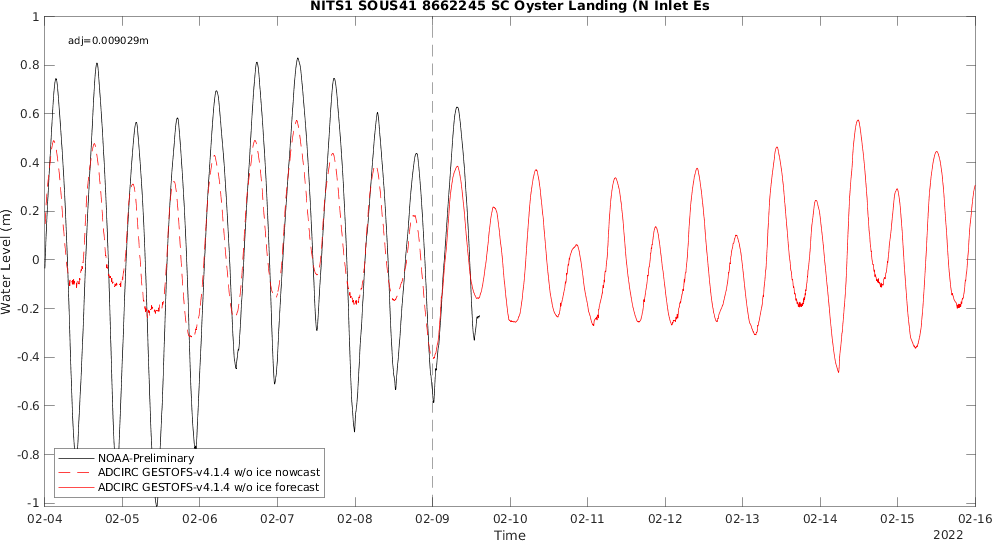 NITS1 SOUS41 8662245 SC Oyster Landing (N Inlet Es
adj=0.009029m
1
0.8
0.6
0.4
0.2
0
-0.2
-0.4
-0.6
-0.8
-1
Water Level (m)
NOAA-Preliminary
ADCIRC GESTOFS-v4.1.4 w/o ice nowcast
ADCIRC GESTOFS-v4.1.4 w/o ice forecast
02-04 02-05 02-06 02-07 02-08 02-09 02-10 02-11 02-12 02-13 02-14 02-15 02-16
Time
2022